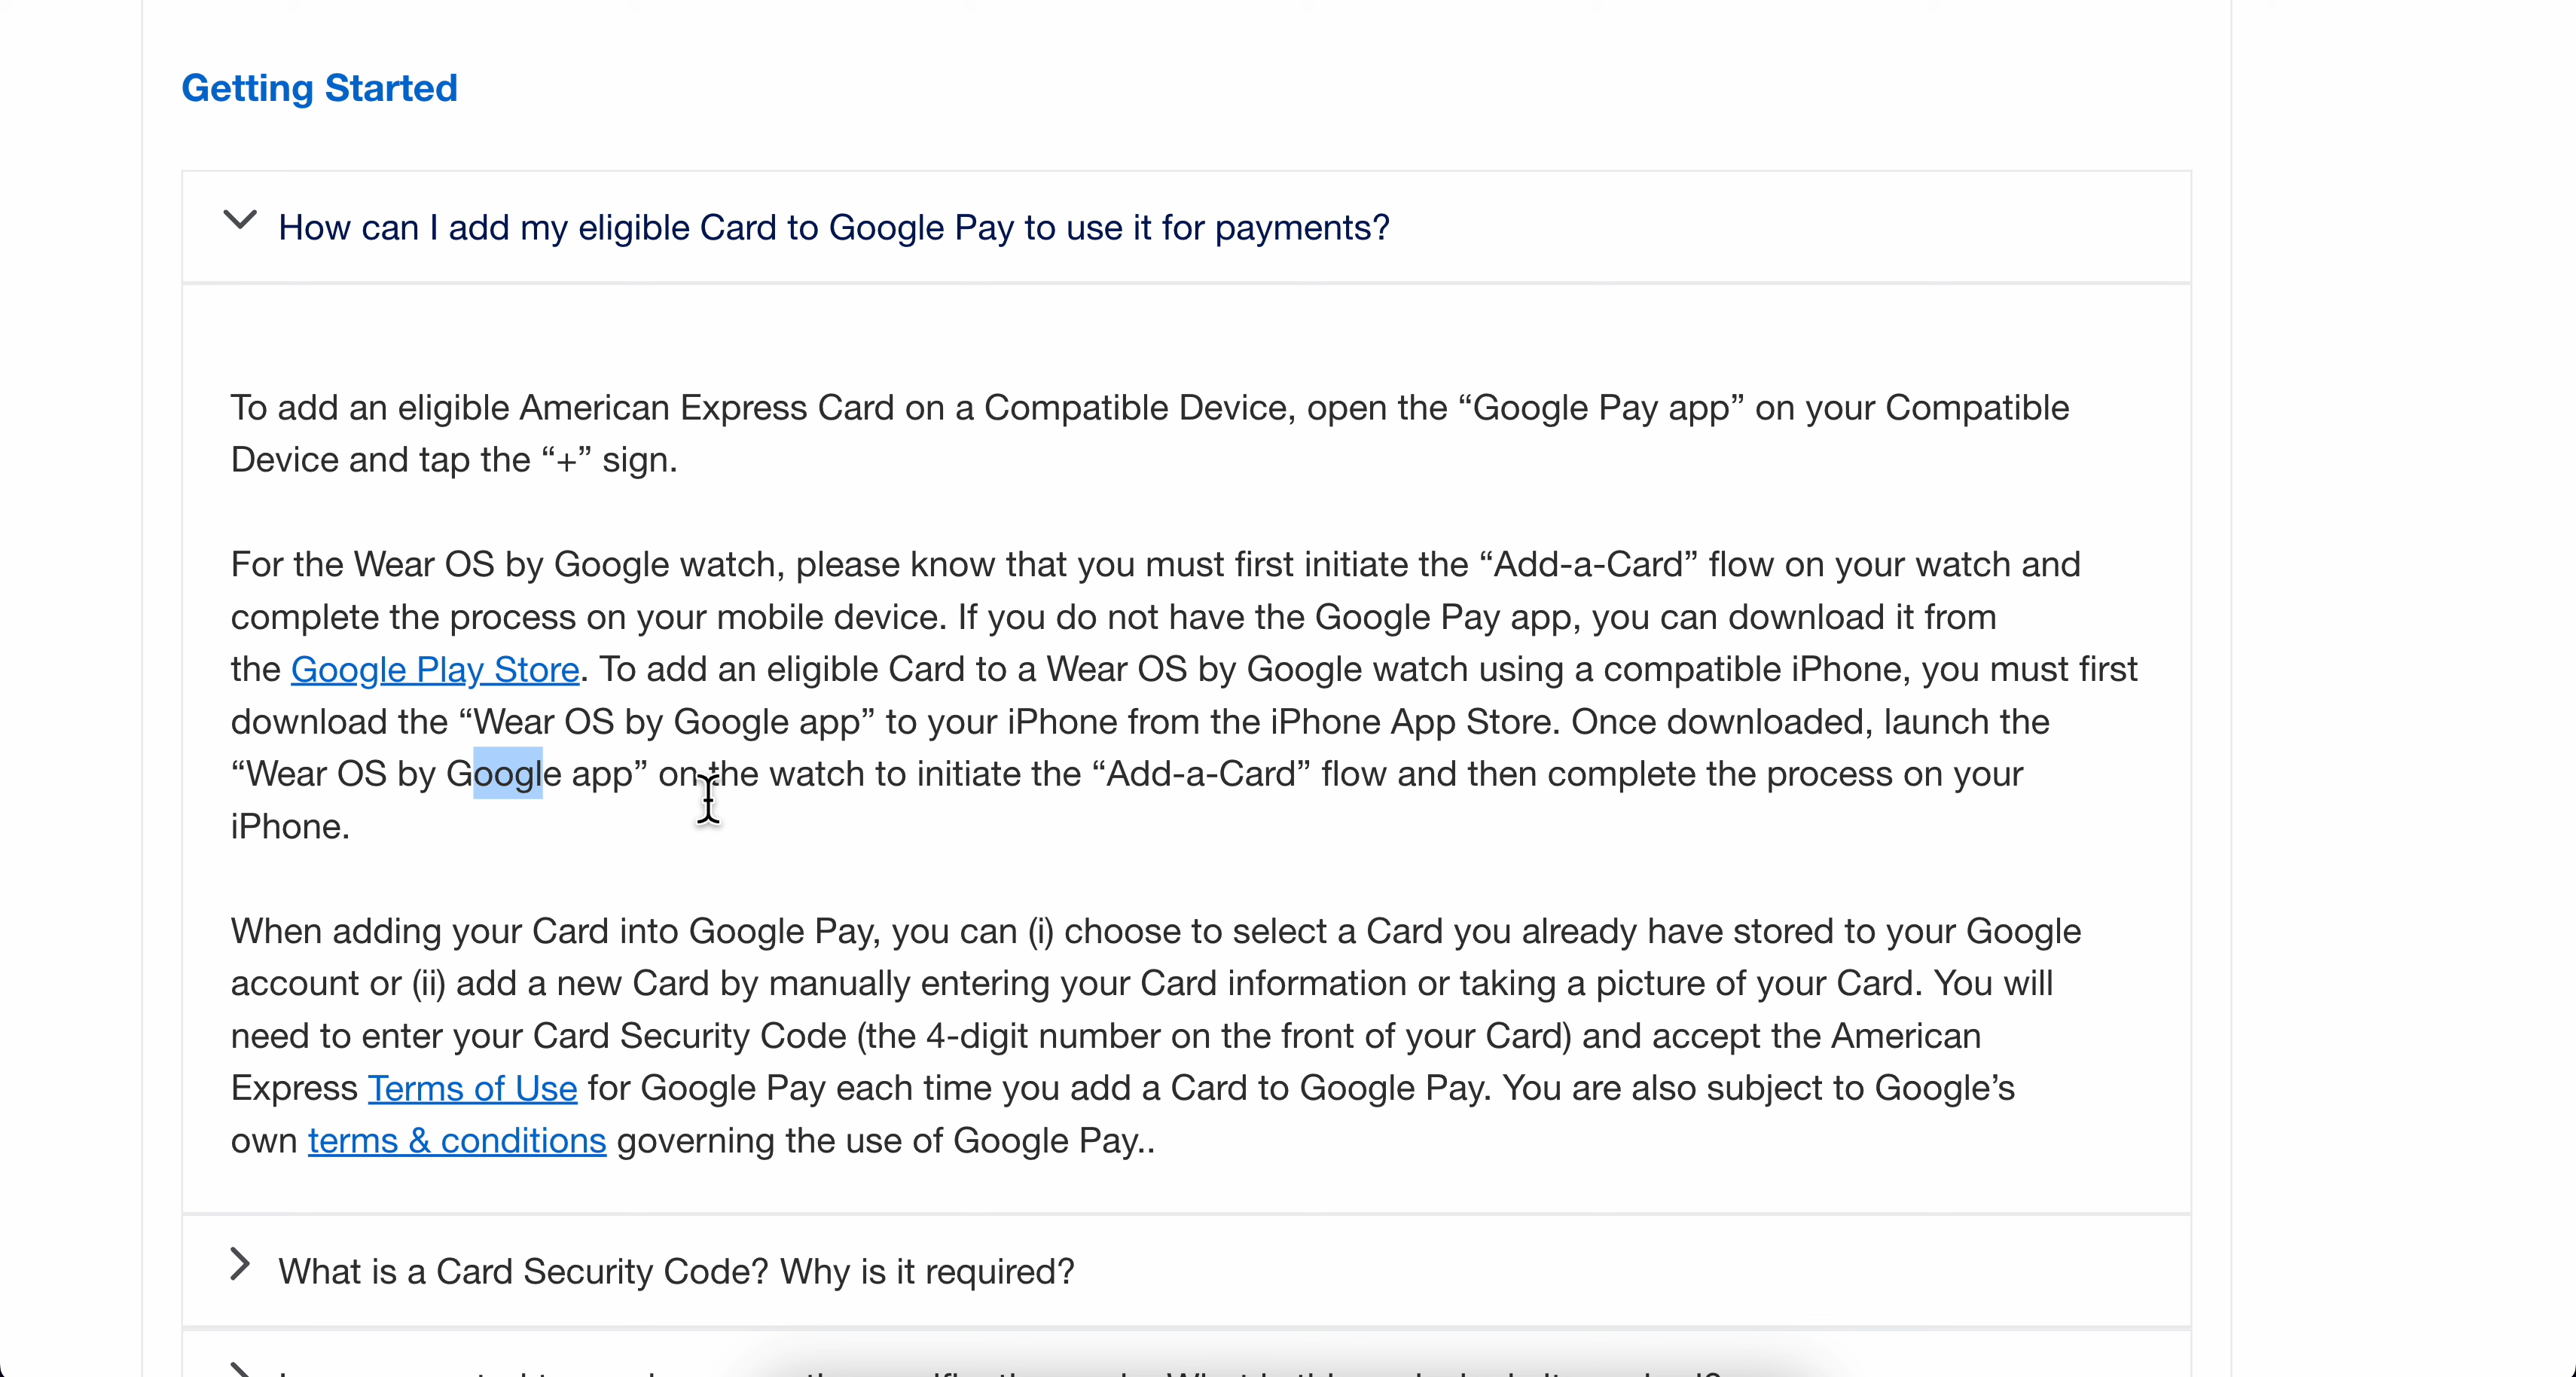 Getting Started
How can I add my eligible Card to Google Pay to use it for payments?
To add an eligible American Express Card on a Compatible Device, open the “Google Pay app” on your Compatible
Device and tap the “+” sign.
For the Wear OS by Google watch, please know that you must first initiate the “Add-a-Card” flow on your watch and
complete the process on your mobile device. If you do not have the Google Pay app, you can download it from
the Google Play Store. To add an eligible Card to a Wear OS by Google watch using a compatible iPhone, you must first
download the “Wear OS by Google app” to your iPhone from the iPhone App Store. Once downloaded, launch the
“Wear OS by Google app” on the watch to initiate the “Add-a-Card” flow and then complete the process on your
iPhone.
When adding your Card into Google Pay, you can (i) choose to select a Card you already have stored to your Google
account or (ii) add a new Card by manually entering your Card information or taking a picture of your Card. You will
need to enter your Card Security Code (the 4-digit number on the front of your Card) and accept the American
Express Terms of Use for Google Pay each time you add a Card to Google Pay. You are also subject to Google’s
own terms & conditions governing the use of Google Pay..
What is a Card Security Code? Why is it required?